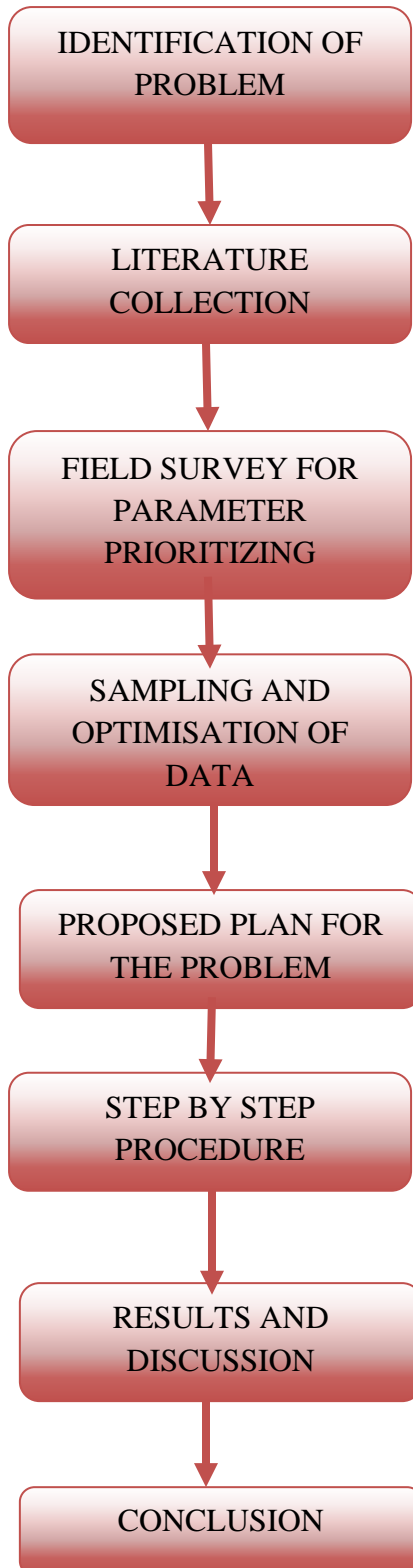 IDENTIFICATION OF
PROBLEM
LITERATURE
COLLECTION
FIELD SURVEY FOR
PARAMETER
PRIORITIZING
SAMPLING AND
OPTIMISATION OF
DATA
PROPOSED PLAN FOR
THE PROBLEM
STEP BY STEP
PROCEDURE
RESULTS AND
DISCUSSION
CONCLUSION